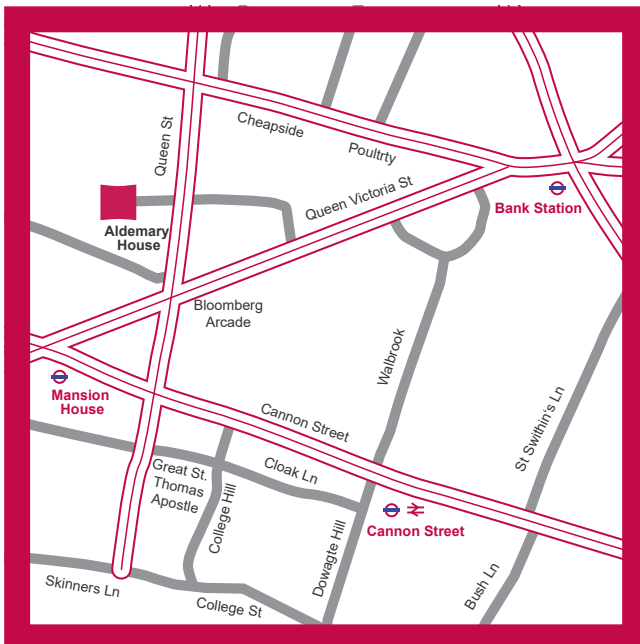 Cheapside
Poultrty
Queen St
Queen Victoria St
Bank Station
Aldemary
House
Bloomberg
Arcade
Walbrook
Mansion
House
St Swithin's Ln
Cannon Street
Great St.
Thomas
Apostle
Cloak Ln
College Hill
Cannon Street
Dowagte Hill
Skinners Ln
College St
Bush Ln